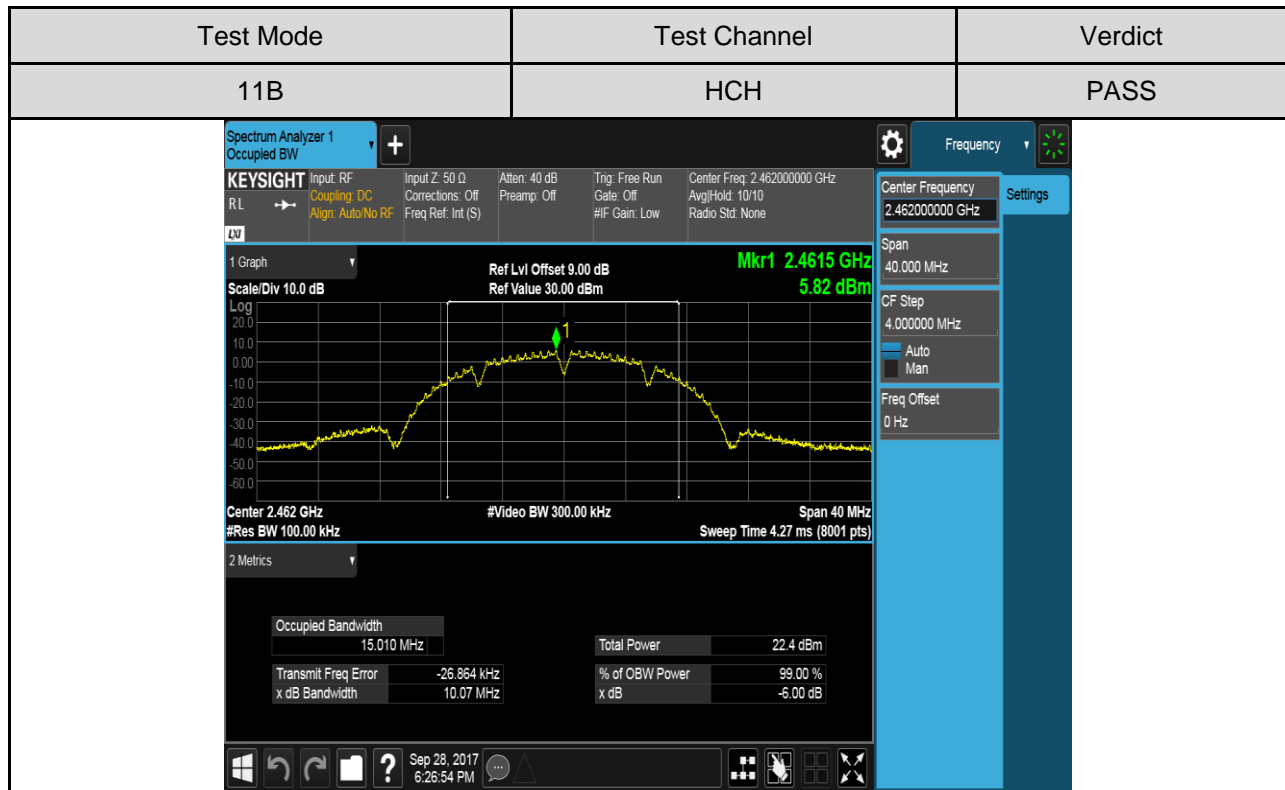 Test Mode Test Channel Verdict
11B HCH PASS
Spectrum Analyzer 1
Occupied BW
+
Frequency
KEYSIGHT Input: RF Input Z: 50 Ω Atten: 40 dB Trig: Free Run Center Freq: 2.462000000 GHz
RL Coupling: DC Corrections: Off Preamp: Off Gate: Off Avg|Hold: 10/10
Align: Auto/No RF Freq Ref: Int (S) #IF Gain: Low Radio Std: None
LXI
Center Frequency
2.462000000 GHz
Settings
Span
40.000 MHz
CF Step
4.000000 MHz
Auto
Man
Freq Offset
0 Hz
1 Graph
Ref Lvl Offset 9.00 dB
Mkr1 2.4615 GHz
Scale/Div 10.0 dB
Ref Value 30.00 dBm
5.82 dBm
Log
20.0
10.0
0.00
-10.0
-20.0
-30.0
-40.0
-50.0
-60.0
1
Center 2.462 GHz #Video BW 300.00 kHz Span 40 MHz
#Res BW 100.00 kHz Sweep Time 4.27 ms (8001 pts)
2 Metrics
Occupied Bandwidth
15.010 MHz Total Power 22.4 dBm
Transmit Freq Error -26.864 kHz % of OBW Power 99.00 %
x dB Bandwidth 10.07 MHz x dB -6.00 dB
? Sep 28, 2017
6:26:54 PM